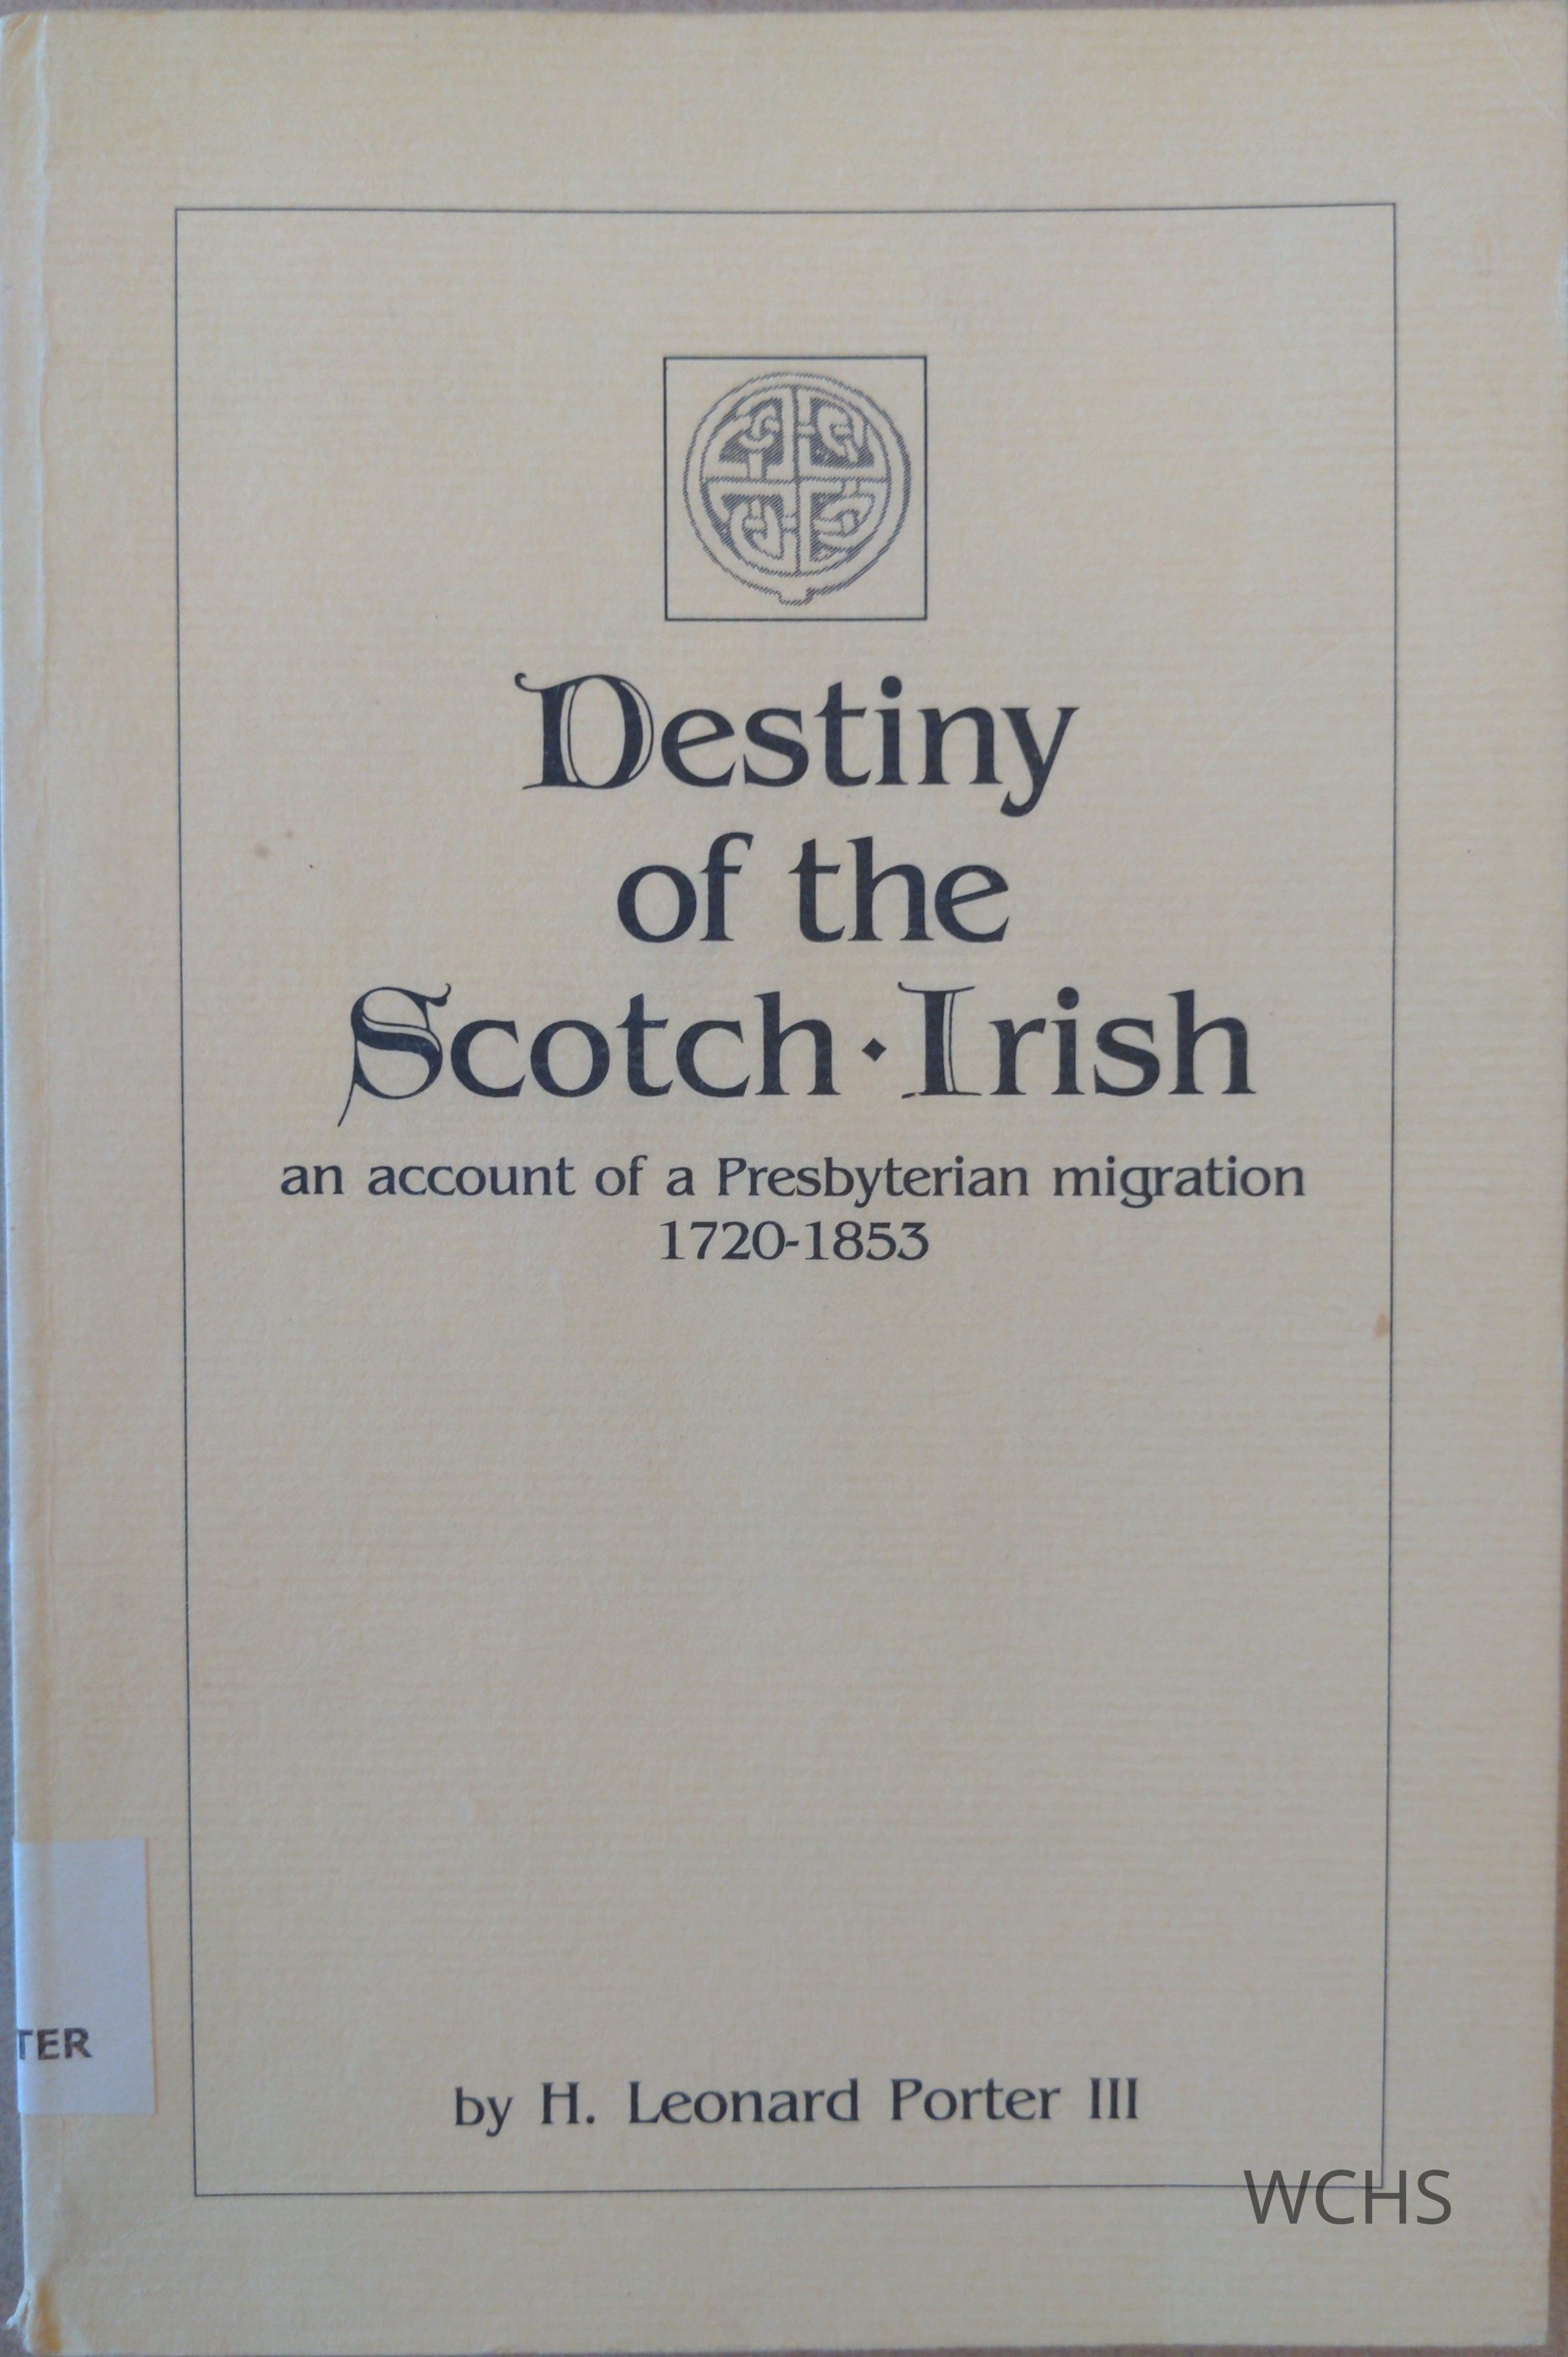 Destiny
of the
Scotch·Irish
an account of a Presbyterian migration
1720-1853
TER
by H. Leonard Porter III
WCHS